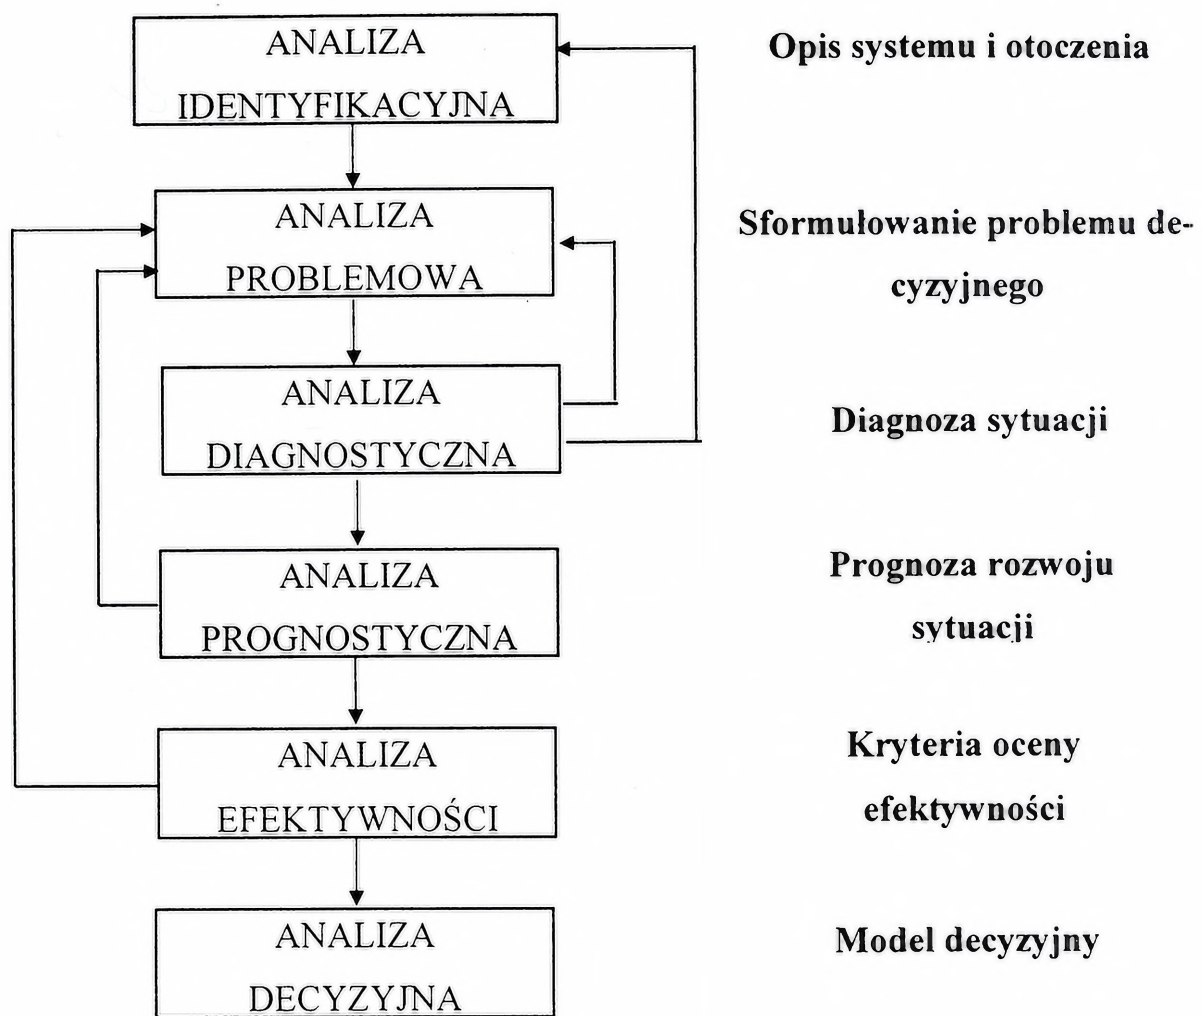 ANALIZA
IDENTYFIKACYJNA
Opis systemu i otoczenia
ANALIZA
PROBLEMOWA
Sformułowanie problemu de-
cyzyjnego
ANALIZA
DIAGNOSTYCZNA
Diagnoza sytuacji
ANALIZA
PROGNOSTYCZNA
Prognoza rozwoju
sytuacji
ANALIZA
EFEKTYWNOŚCI
Kryteria oceny
efektywności
ANALIZA
DECYZYJNA
Model decyzyjny